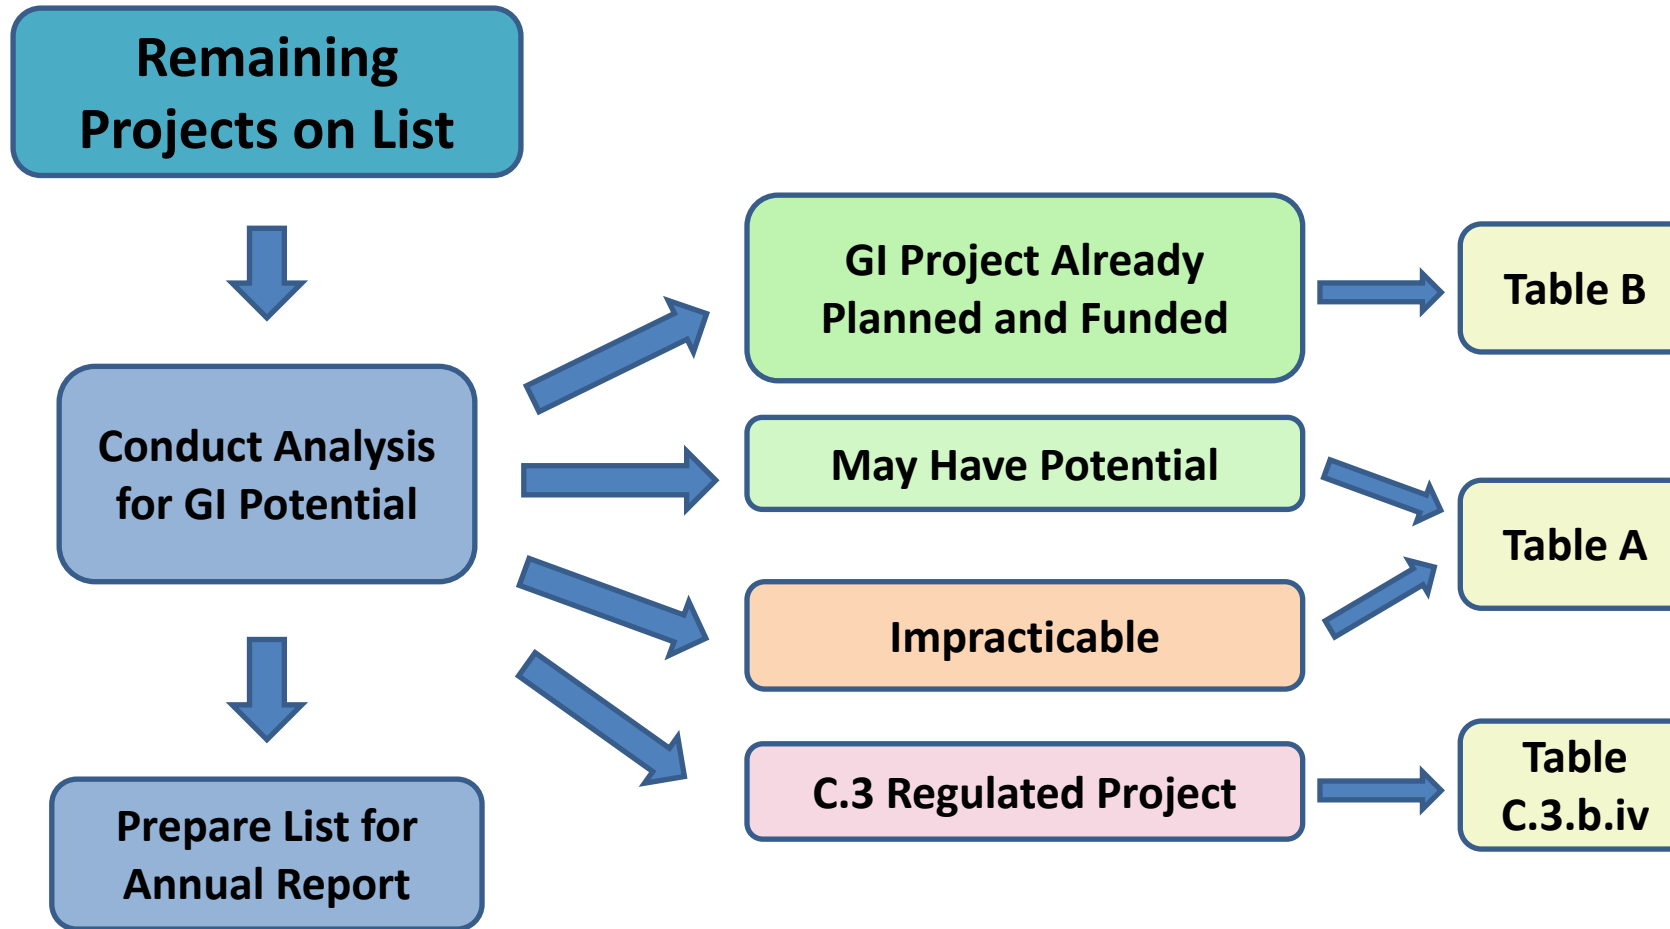 Remaining
Projects on List
GI Project Already
Planned and Funded
Table B
Conduct Analysis
for GI Potential
May Have Potential
Table A
Impracticable
C.3 Regulated Project
Table
C.3.b.iv
Prepare List for
Annual Report